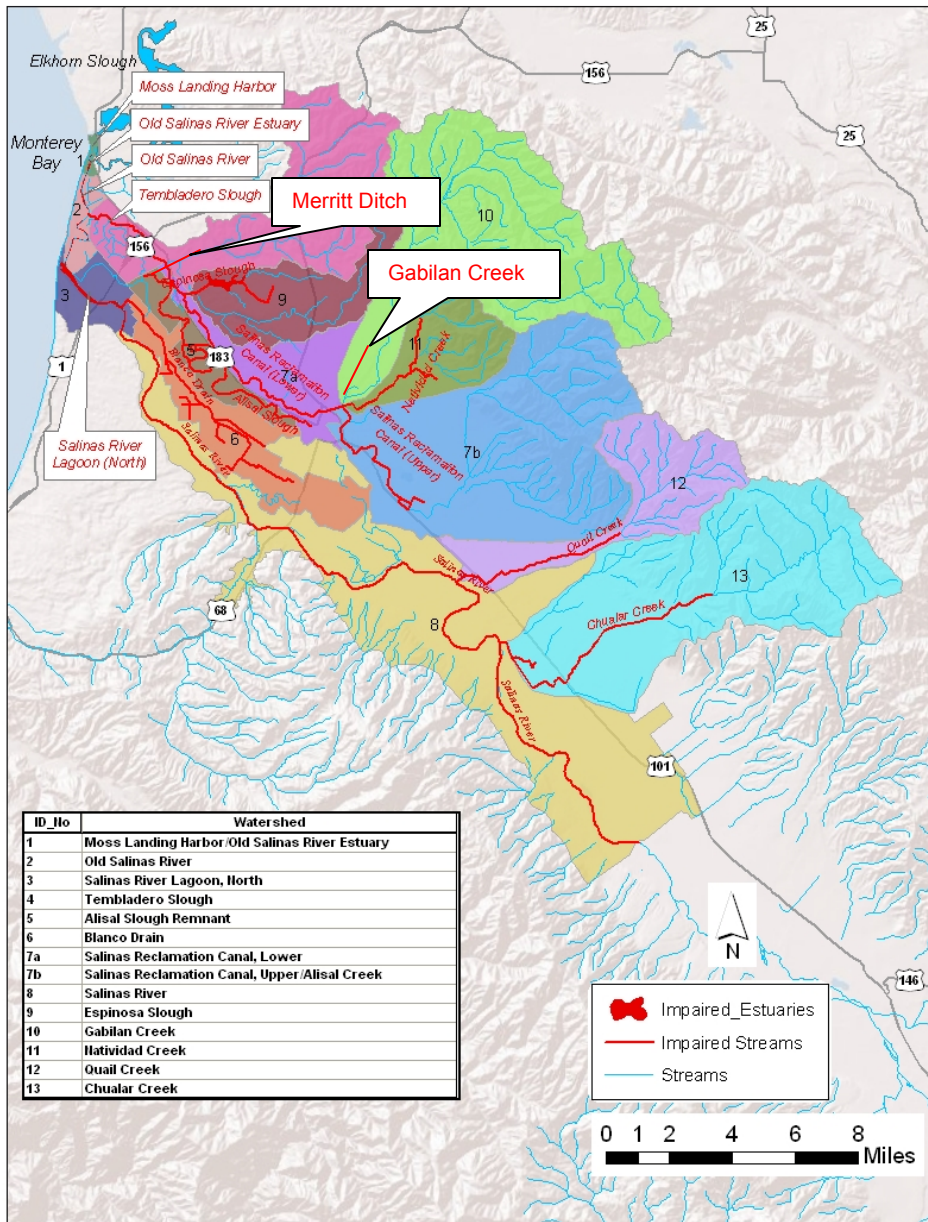 25
Elkhorn Slough
156
Moss Landing Harbor
25
Old Salinas River Estuary
Monterey
Bay
1
Old Salinas River
Tembladero Slough
Merritt Ditch
10
2
156
Gabilan Creek
Espinosa Slough
3
9
11
183
5
7a
Salinas Reclamation
Canal (Lower)
Natividad Creek
1
Blanco Drain
Alisal Slough
Salinas Reclamation
Canal (Upper)
7b
Salinas River
Lagoon (North)
Salinas River
6
12
Quail Creek
Salinas River
13
68
8
Chualar Creek
Salinas River
101
ID_No Watershed
1 Moss Landing Harbor/Old Salinas River Estuary
2 Old Salinas River
3 Salinas River Lagoon, North
4 Tembladero Slough
5 Alisal Slough Remnant
6 Blanco Drain
7a Salinas Reclamation Canal, Lower
7b Salinas Reclamation Canal, Upper/Alisal Creek
8 Salinas River
9 Espinosa Slough
10 Gabilan Creek
11 Natividad Creek
12 Quail Creek
13 Chualar Creek
N
146
Impaired_Estuaries
Impaired Streams
Streams
0 1 2 4 6 8
Miles